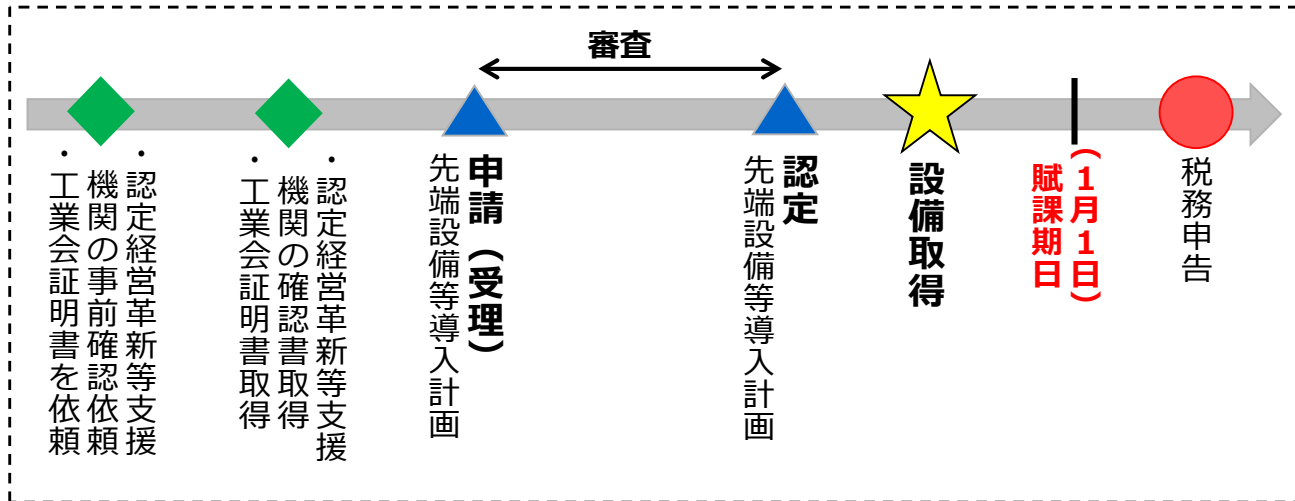 審査
・認定経営革新等支援
機関の事前確認依頼
・工業会証明書を依頼
・認定経営革新等支援
機関の確認書取得
・工業会証明書取得
申請（受理）
先端設備等導入計画
認定
先端設備等導入計画
設備取得
（1月1日）
賦課期日
税務申告